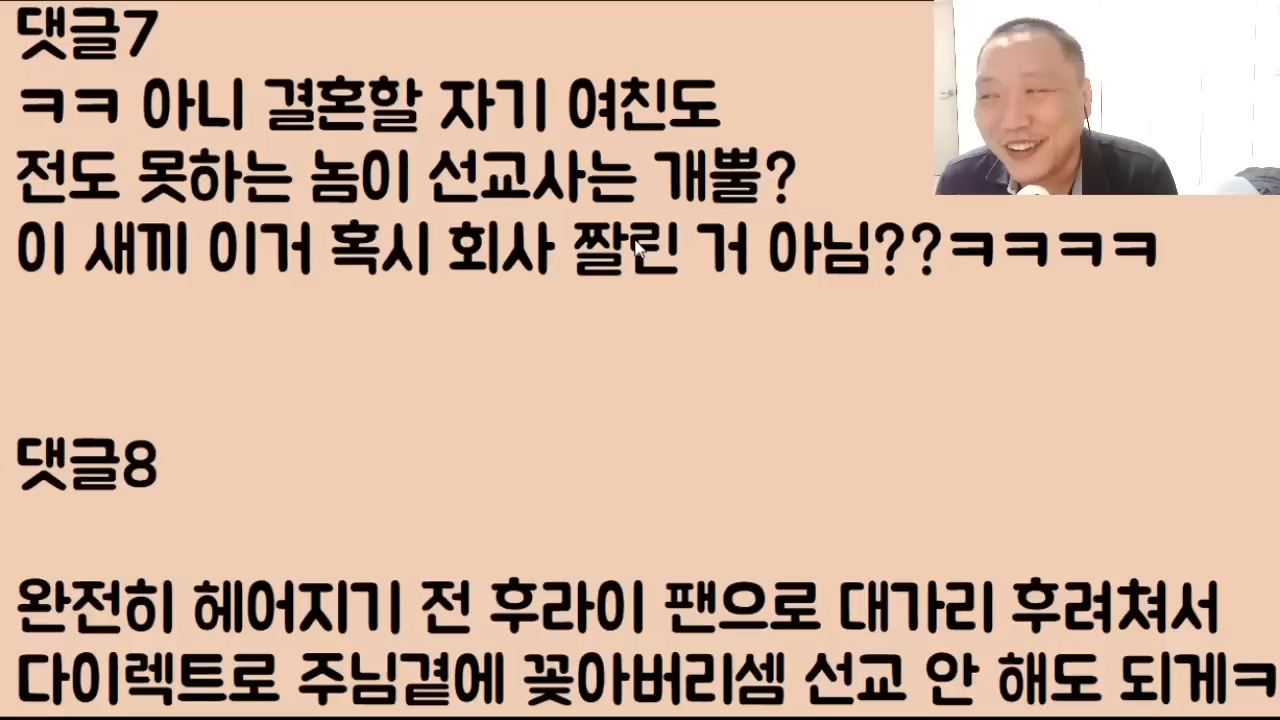 댓글7
ㅋㅋ 아니 결혼할 자기 여친도
전도 못하는 놈이 선교사는 개뿔?
이 새끼 이거 혹시 회사 짤린 거 아님??ㅋㅋㅋㅋ
댓글8
완전히 헤어지기 전 후라이 팬으로 대가리 후려쳐서
다이렉트로 주님곁에 꽂아버리셈 선교 안 해도 되게ㅋ